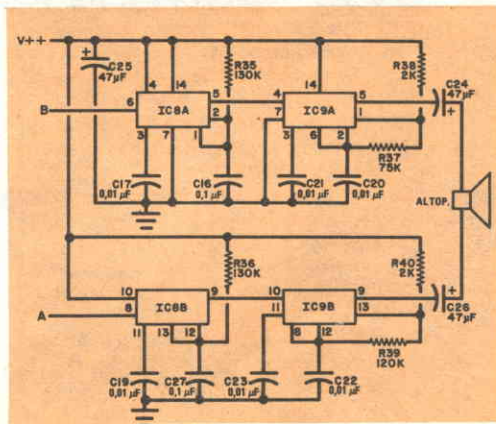 V++
C25
47µF
R35
130K
R38
2K
C24
47µF
4 14 14
B 6 IC8A 5 4 IC9A 5
2 7 1
3 7 1 3 6 2
R37
75K
C17
0,01 µF
C16
0,1 µF
C21
0,01 µF
C20
0,01 µF
ALTOP.
R36
130K
R40
2K
10 9 10 9
A 8 IC8B IC9B 13
C26
47µF
11 13 12 11 8 12
R39
120K
C19
0,01 µF
C27
0,1 µF
C23
0,01 µF
C22
0,01 µF